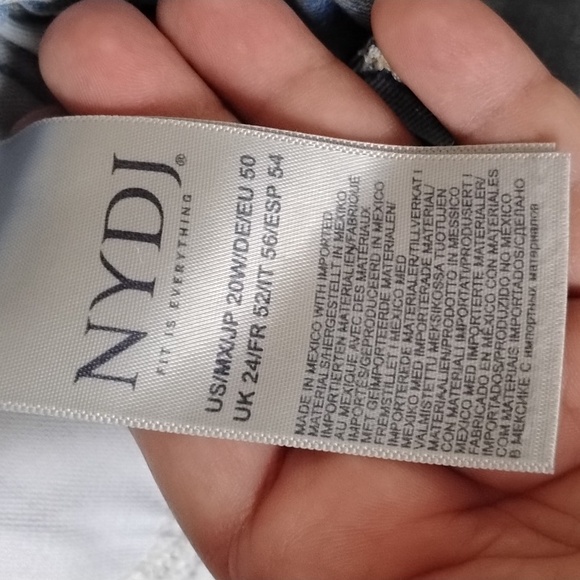 NYDJ®
FIT IS EVERYTHING
US/MX/JP 20W/DE/EU 50
UK 24/FR 52/IT 56/ESP 54
MADE IN MEXICO WITH IMPORTED
MATERIALS/HERGESTELLT IN MEXIKO
IMPORTIERTEN MATERIALIEN/FABRIQUÉ
AU MEXIQUE AVEC DES MATÉRIAUX
IMPORTÉS/GEPRODUCEERD IN MEXICO
MET GEÏMPORTEERDE MATERIALEN/
FREMSTILLET I MEXICO MED
IMPORTEREDE MATERIALER/TILLVERKAT I
MEXIKO MED IMPORTERADE MATERIAL/
VALMISTETTU MEKSIKOSSA TUOTUJEN
MATERIAALIEN/PRODOTTO IN MESSICO
CON MATERIALI IMPORTATI/PRODUSERT I
MEXICO MED IMPORTERTE MATERIALER/
FABRICADO EN MÉXICO CON MATERIALES
IMPORTADOS/PRODUZIDO NO MÉXICO
COM MATERIAIS IMPORTADOS/СДЕЛАНО
В МЕКСИКЕ С импортных материалов